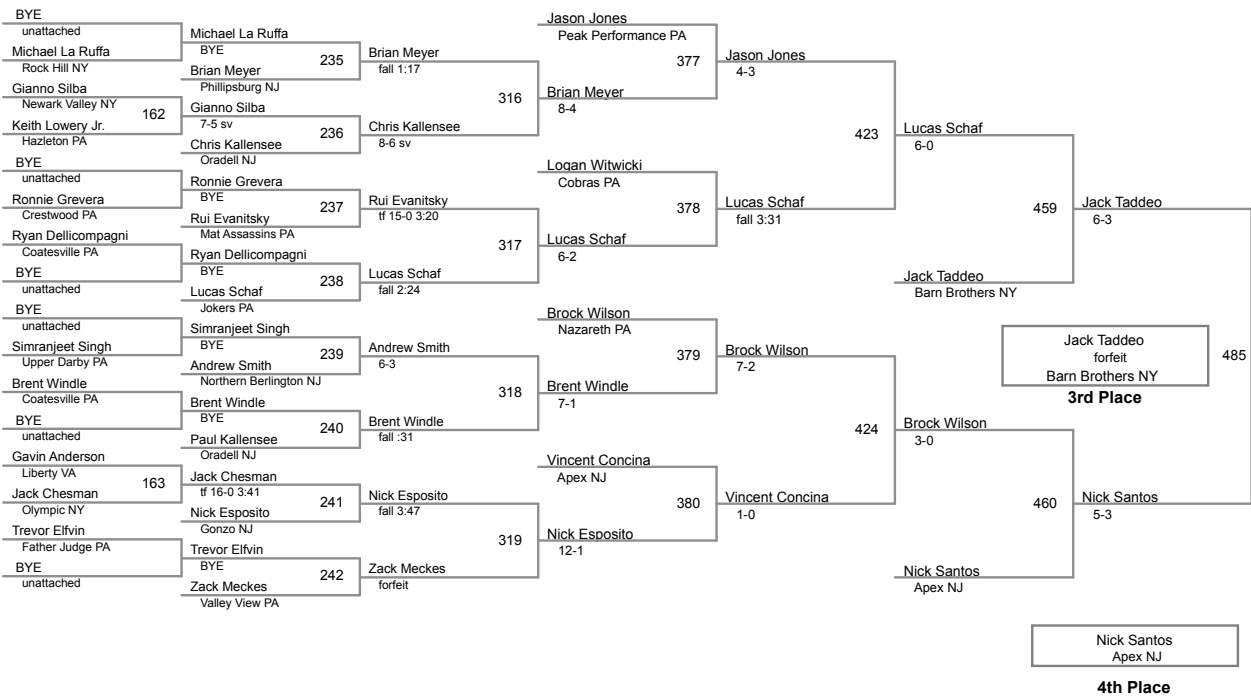 BYE
unattached
Michael La Ruffa
Rock Hill NY
Gianno Silba
Newark Valley NY
162
Keith Lowery Jr.
Hazleton PA
BYE
unattached
Ronnie Grevera
Crestwood PA
Ryan Dellicompagni
Coatesville PA
BYE
unattached
BYE
unattached
Simranjeet Singh
Upper Darby PA
Brent Windle
Coatesville PA
BYE
unattached
Gavin Anderson
Liberty VA
163
Jack Chesman
Olympic NY
Trevor Elfvin
Father Judge PA
BYE
unattached
Michael La Ruffa
BYE
235
Brian Meyer
Phillipsburg NJ
Gianno Silba
7-5 sv
236
Chris Kallensee
Oradell NJ
Ronnie Grevera
BYE
237
Rui Evanitsky
Mat Assassins PA
Ryan Dellicompagni
BYE
238
Lucas Schaf
Jokers PA
Simranjeet Singh
BYE
239
Andrew Smith
Northern Berlington NJ
Brent Windle
BYE
240
Paul Kallensee
Oradell NJ
Jack Chesman
tf 16-0 3:41
241
Nick Esposito
Gonzo NJ
Trevor Elfvin
BYE
242
Zack Meckes
Valley View PA
Brian Meyer
fall 1:17
316
Chris Kallensee
8-6 sv
Rui Evanitsky
tf 15-0 3:20
317
Lucas Schaf
fall 2:24
Andrew Smith
6-3
318
Brent Windle
fall :31
Nick Esposito
fall 3:47
319
Zack Meckes
forfeit
Jason Jones
Peak Performance PA
377
Brian Meyer
8-4
Logan Witwicki
Cobras PA
378
Lucas Schaf
6-2
Brock Wilson
Nazareth PA
379
Brent Windle
7-1
Vincent Concina
Apex NJ
380
Nick Esposito
12-1
Jason Jones
4-3
423
Lucas Schaf
fall 3:31
Brock Wilson
7-2
424
Vincent Concina
1-0
Lucas Schaf
6-0
459
Jack Taddeo
Barn Brothers NY
Brock Wilson
3-0
460
Nick Santos
Apex NJ
Jack Taddeo
6-3
485
Nick Santos
5-3
Jack Taddeo
forfeit
Barn Brothers NY
3rd Place
Nick Santos
Apex NJ
4th Place